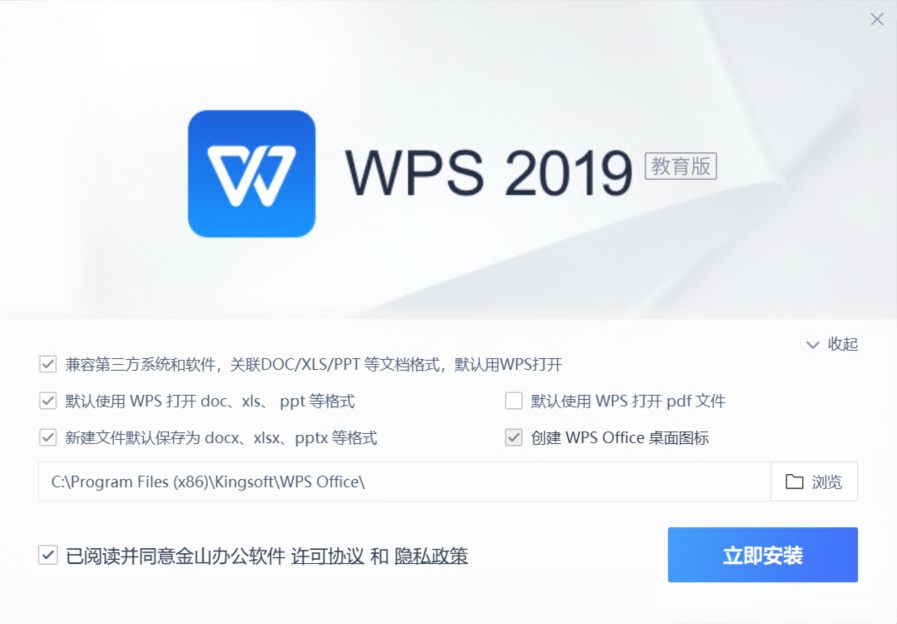 WPS 2019 教育版
收起
兼容第三方系统和软件，关联DOC/XLS/PPT 等文档格式，默认用WPS打开
默认使用 WPS 打开 doc、xls、 ppt 等格式
默认使用 WPS 打开 pdf 文件
新建文件默认保存为 docx、xlsx、pptx 等格式
创建 WPS Office 桌面图标
C:\Program Files (x86)\Kingsoft\WPS Office\
浏览
已阅读并同意金山办公软件 许可协议 和 隐私政策
立即安装